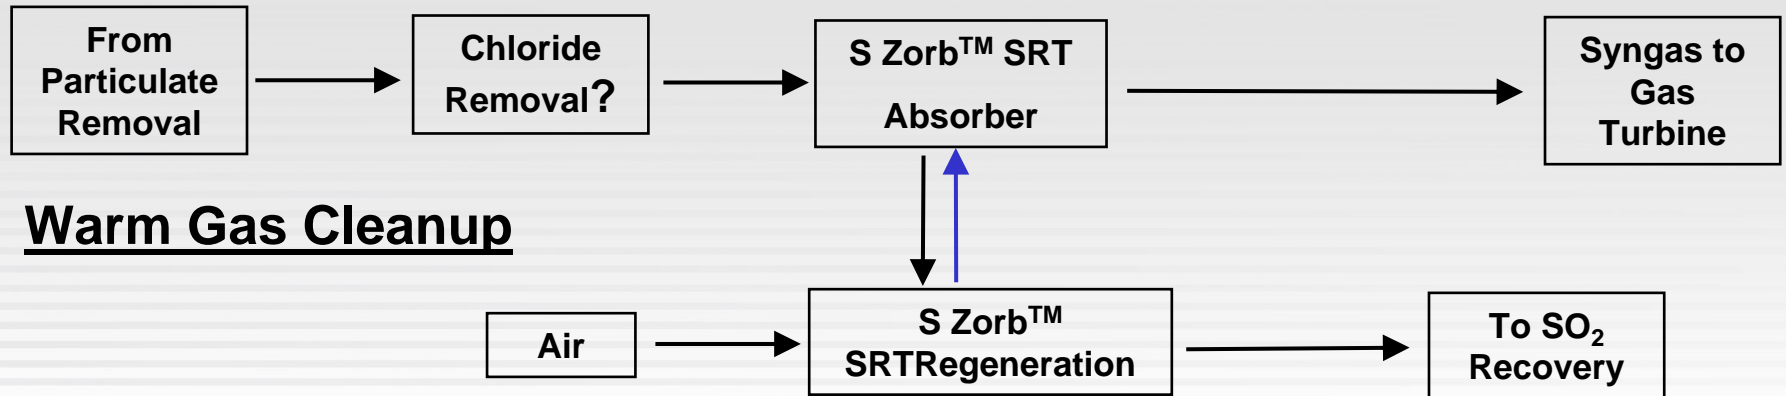 From
Particulate
Removal
Chloride
Removal?
S Zorb™ SRT
Absorber
Syngas to
Gas
Turbine
Warm Gas Cleanup
Air
S Zorb™
SRTRegeneration
To SO₂
Recovery